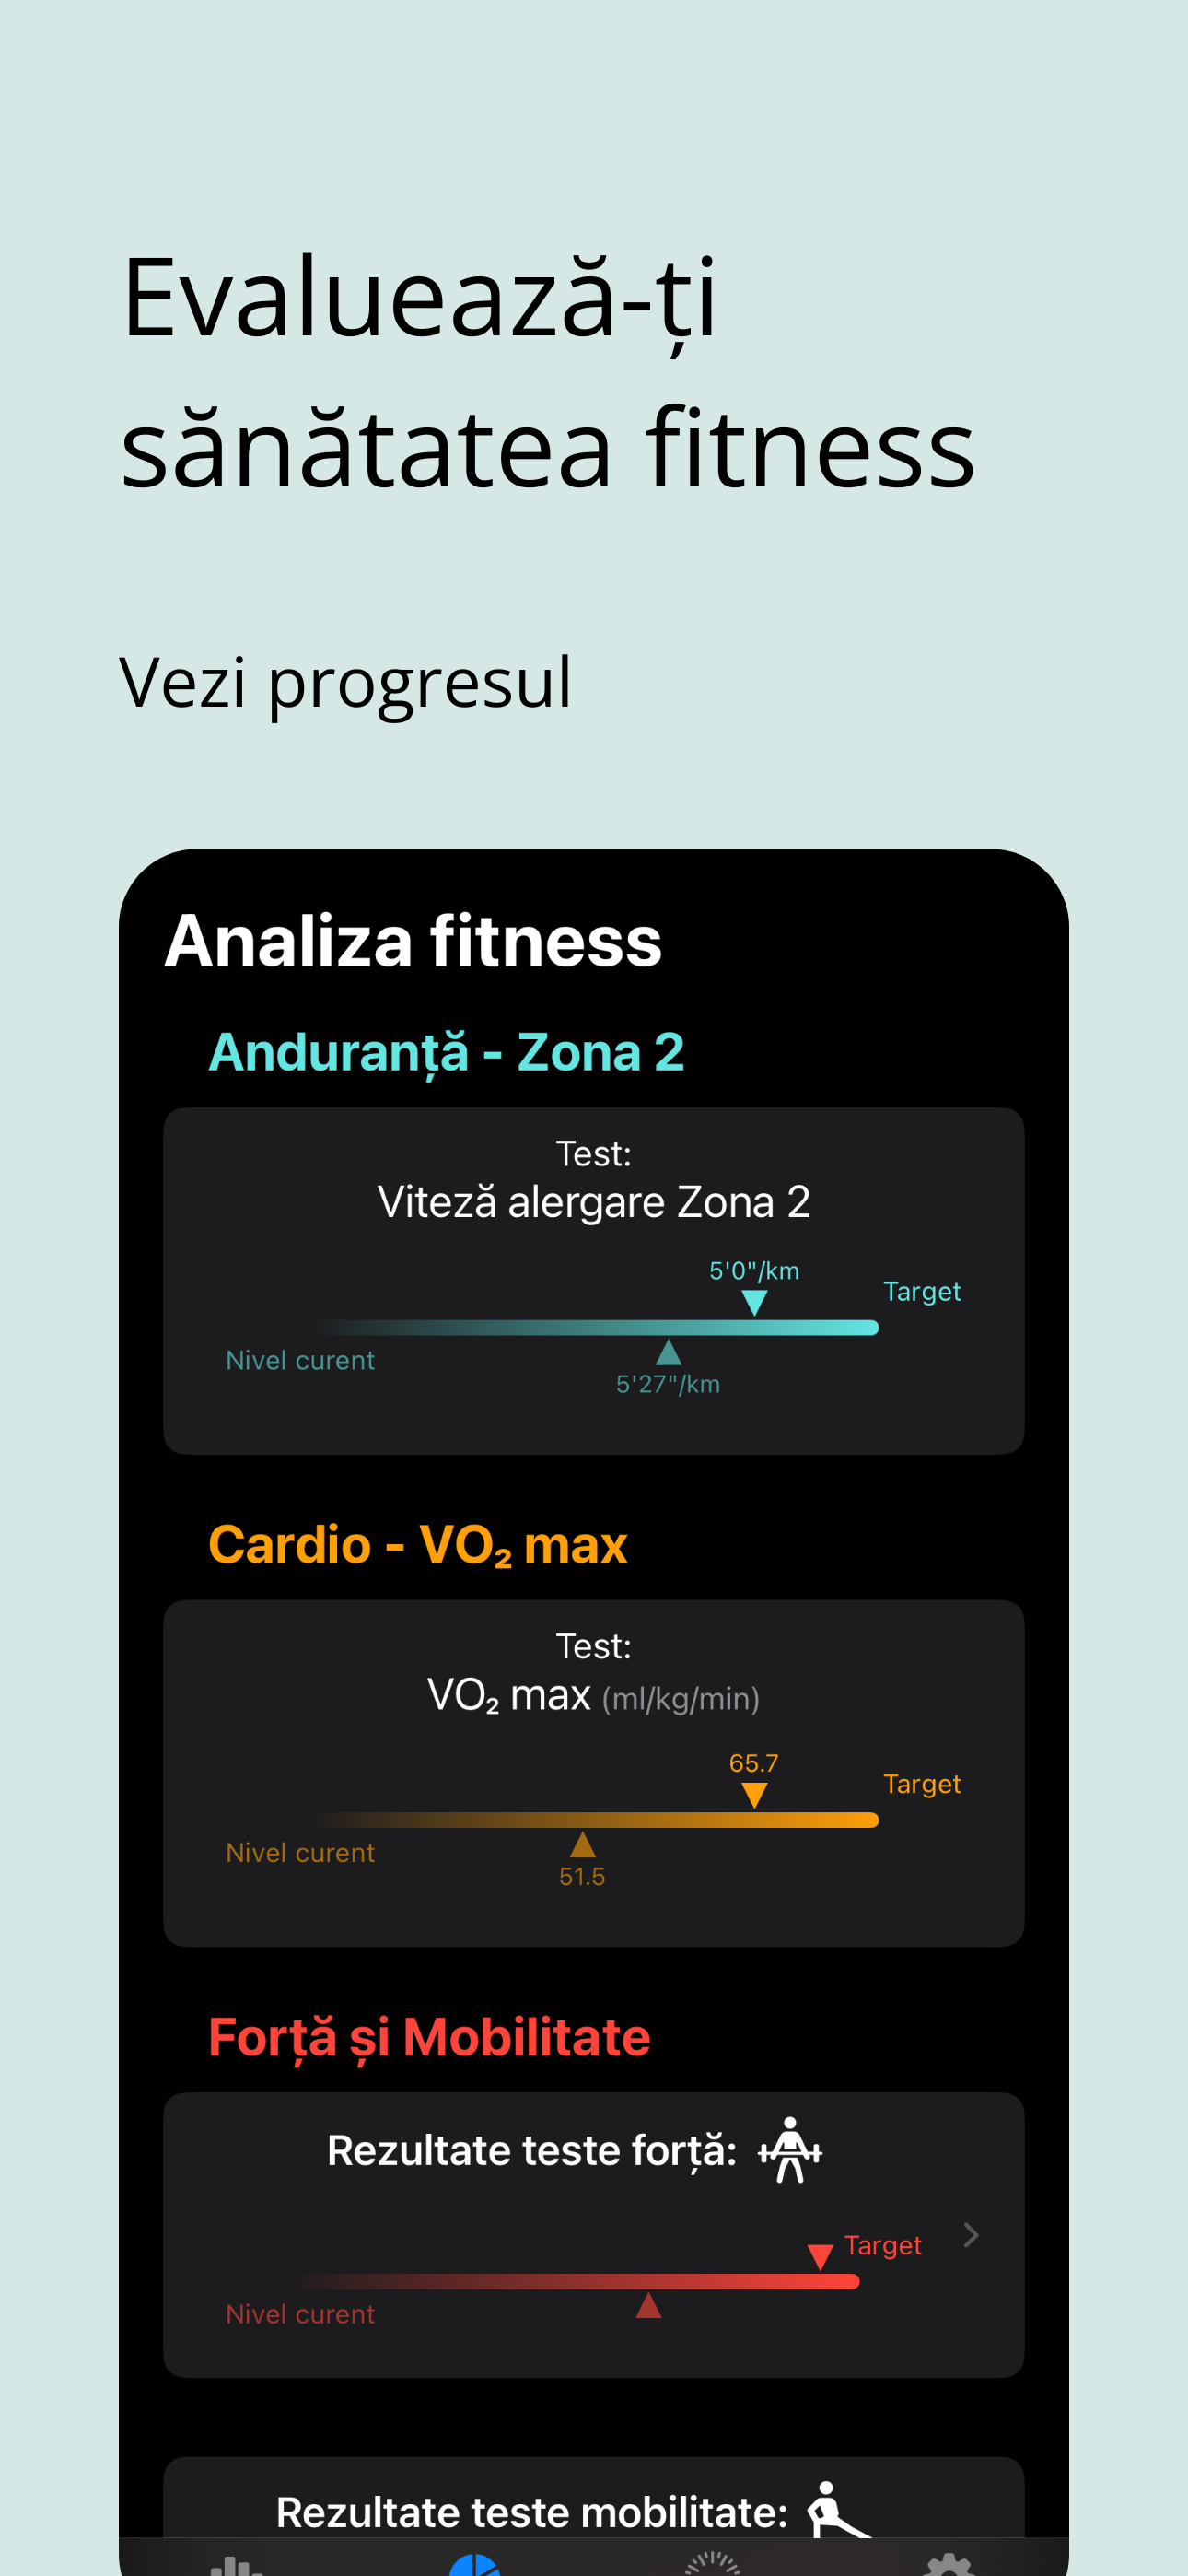 Evaluează-ți
sănătatea fitness
Vezi progresul
Analiza fitness
Anduranță - Zona 2
Test:
Viteză alergare Zona 2
5'0"/km
Target
Nivel curent
5'27"/km
Cardio - VO₂ max
Test:
VO₂ max (ml/kg/min)
65.7
Target
Nivel curent
51.5
Forță și Mobilitate
Rezultate teste forță:
Target
Nivel curent
Rezultate teste mobilitate: